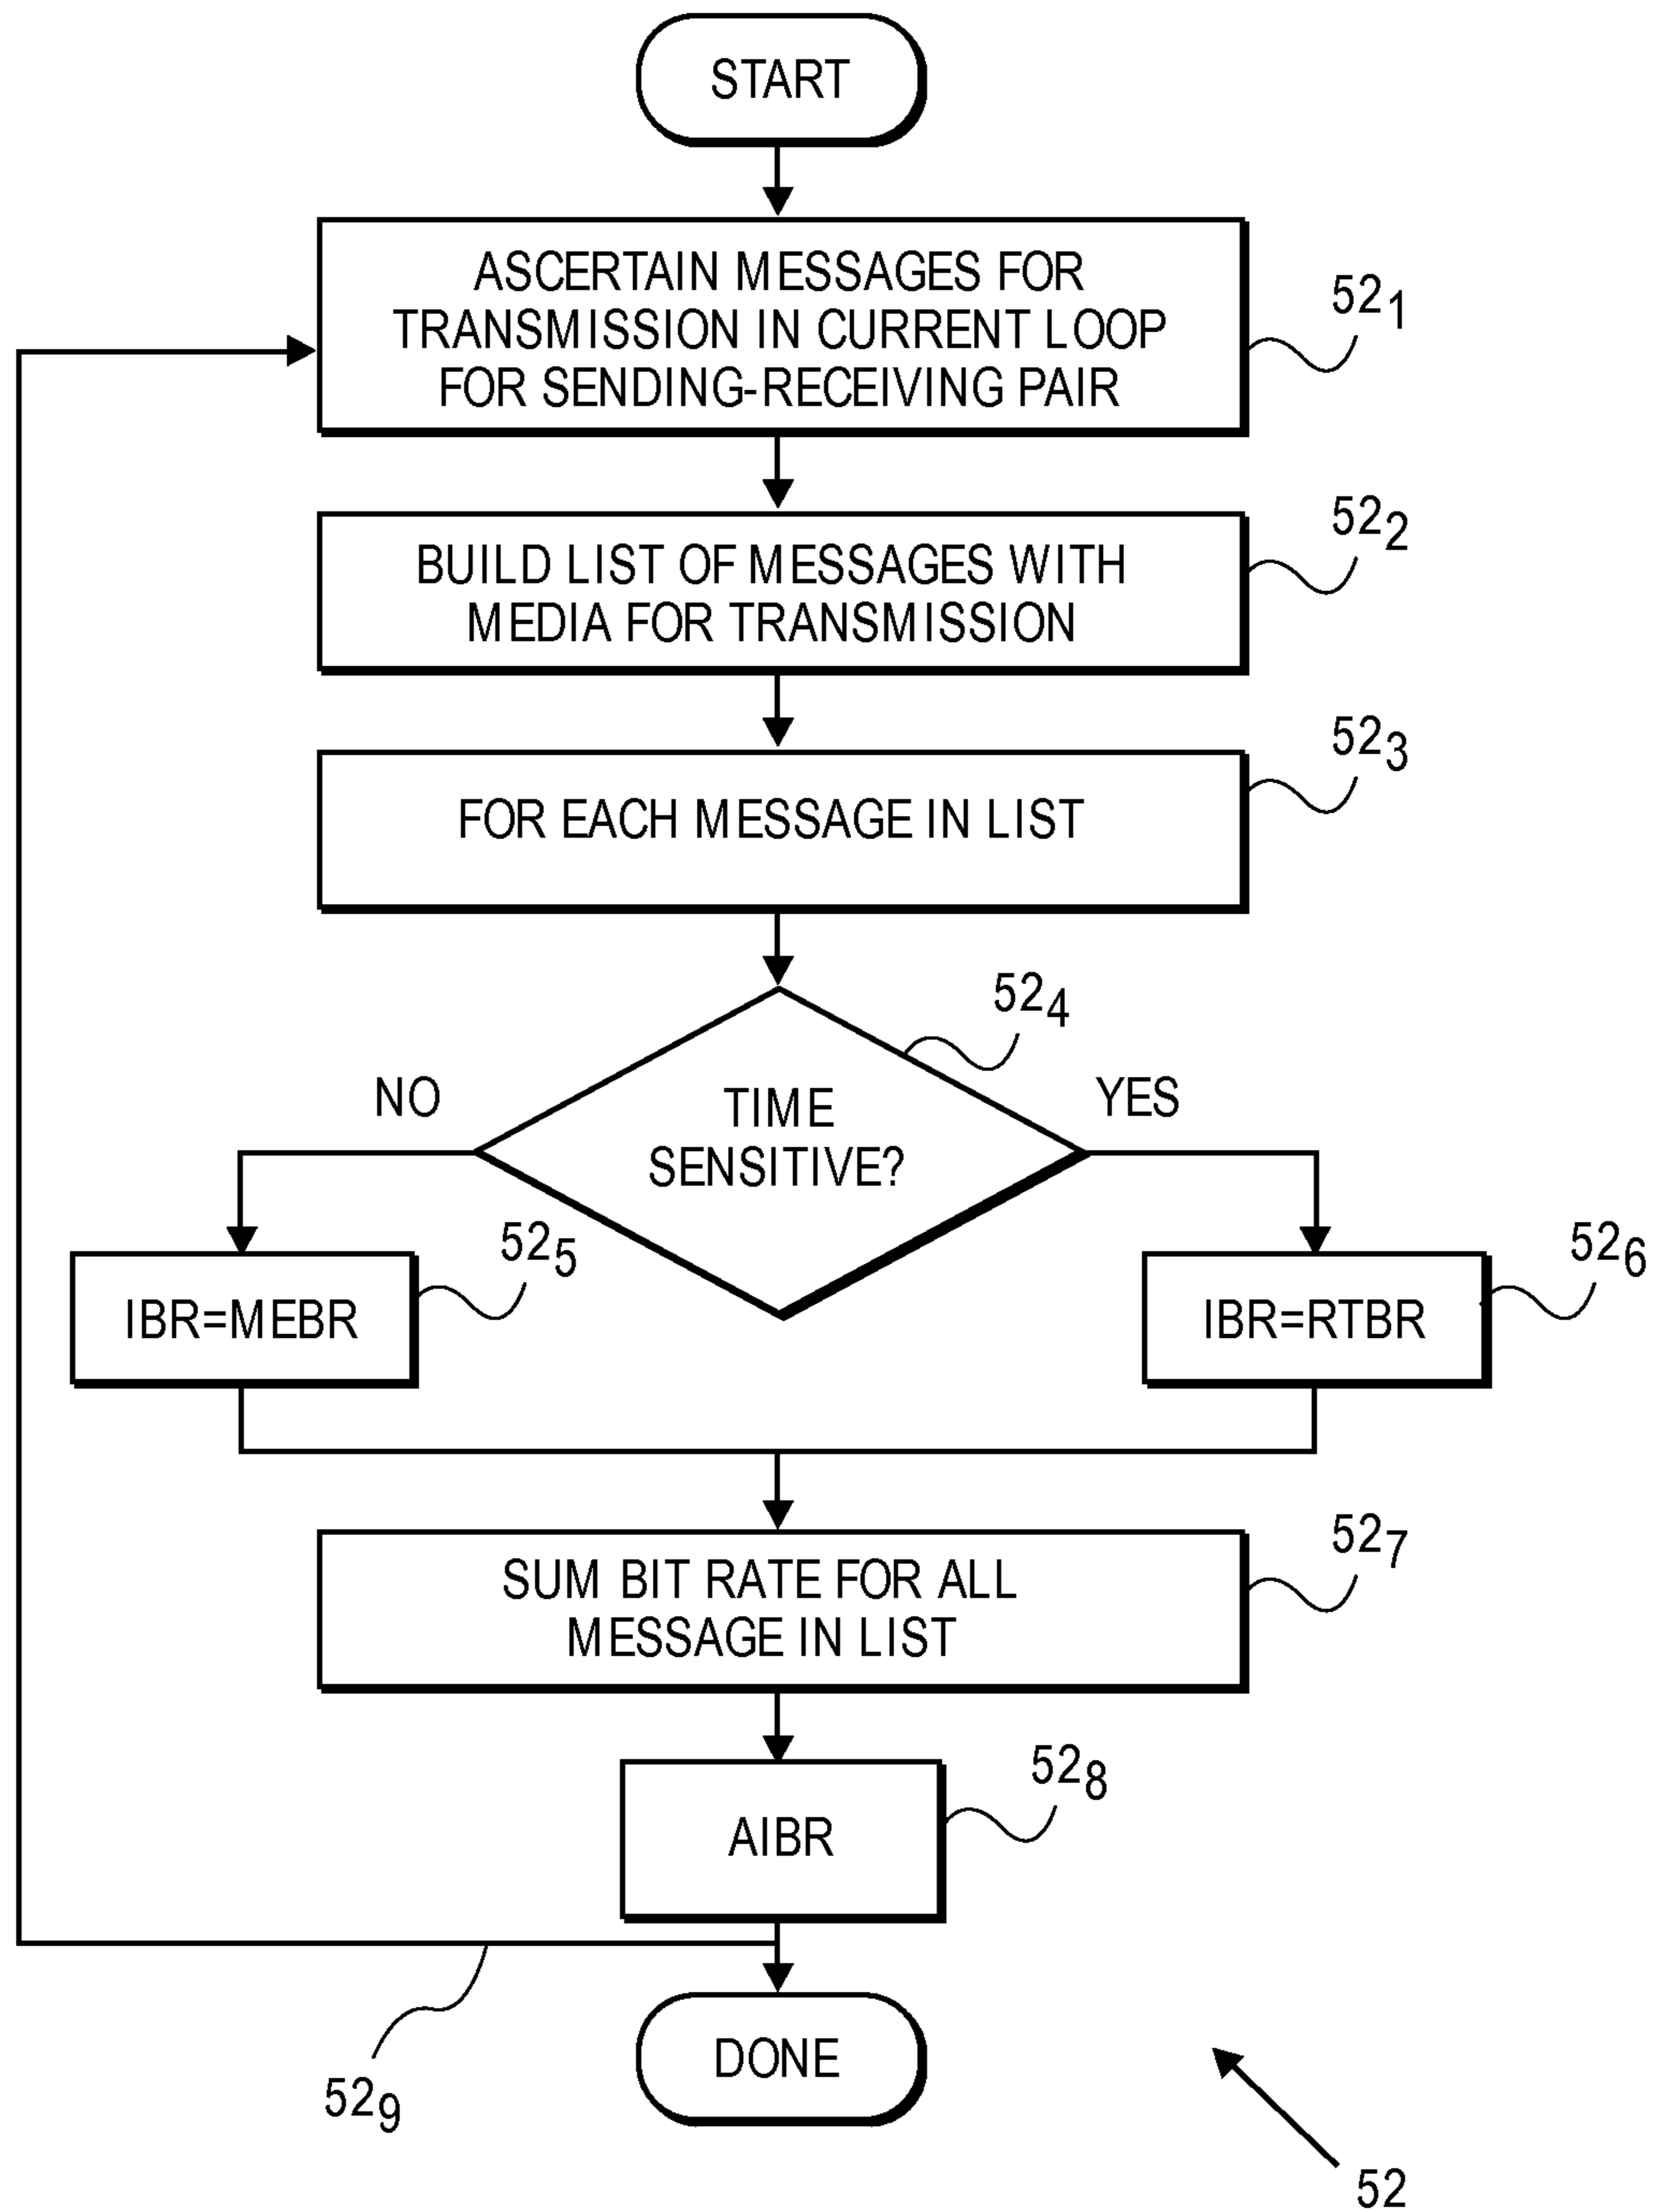 START
ASCERTAIN MESSAGES FOR
TRANSMISSION IN CURRENT LOOP
FOR SENDING-RECEIVING PAIR
52₁
BUILD LIST OF MESSAGES WITH
MEDIA FOR TRANSMISSION
52₂
FOR EACH MESSAGE IN LIST
52₃
TIME
SENSITIVE?
52₄
NO
YES
IBR=MEBR
52₅
IBR=RTBR
52₆
SUM BIT RATE FOR ALL
MESSAGE IN LIST
52₇
AIBR
52₈
52₉
DONE
52